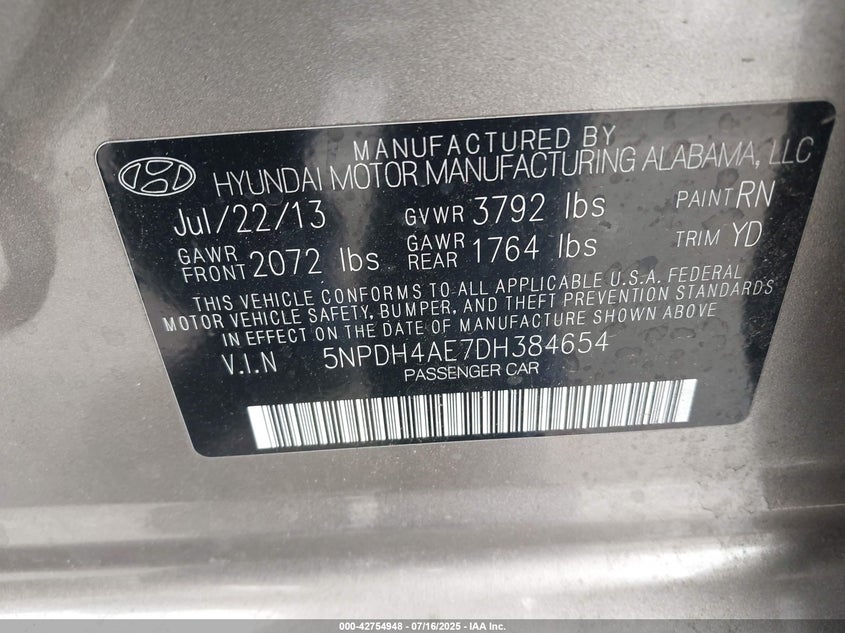 MANUFACTURED BY
HYUNDAI MOTOR MANUFACTURING ALABAMA, LLC
Jul/22/13 GVWR 3792 lbs PAINT RN
GAWR FRONT 2072 lbs GAWR REAR 1764 lbs TRIM YD
THIS VEHICLE CONFORMS TO ALL APPLICABLE U.S.A. FEDERAL
MOTOR VEHICLE SAFETY, BUMPER, AND THEFT PREVENTION STANDARDS
IN EFFECT ON THE DATE OF MANUFACTURE SHOWN ABOVE
V.I.N 5NPDH4AE7DH384654
PASSENGER CAR
000-42754948 - 07/16/2025 - IAA Inc.